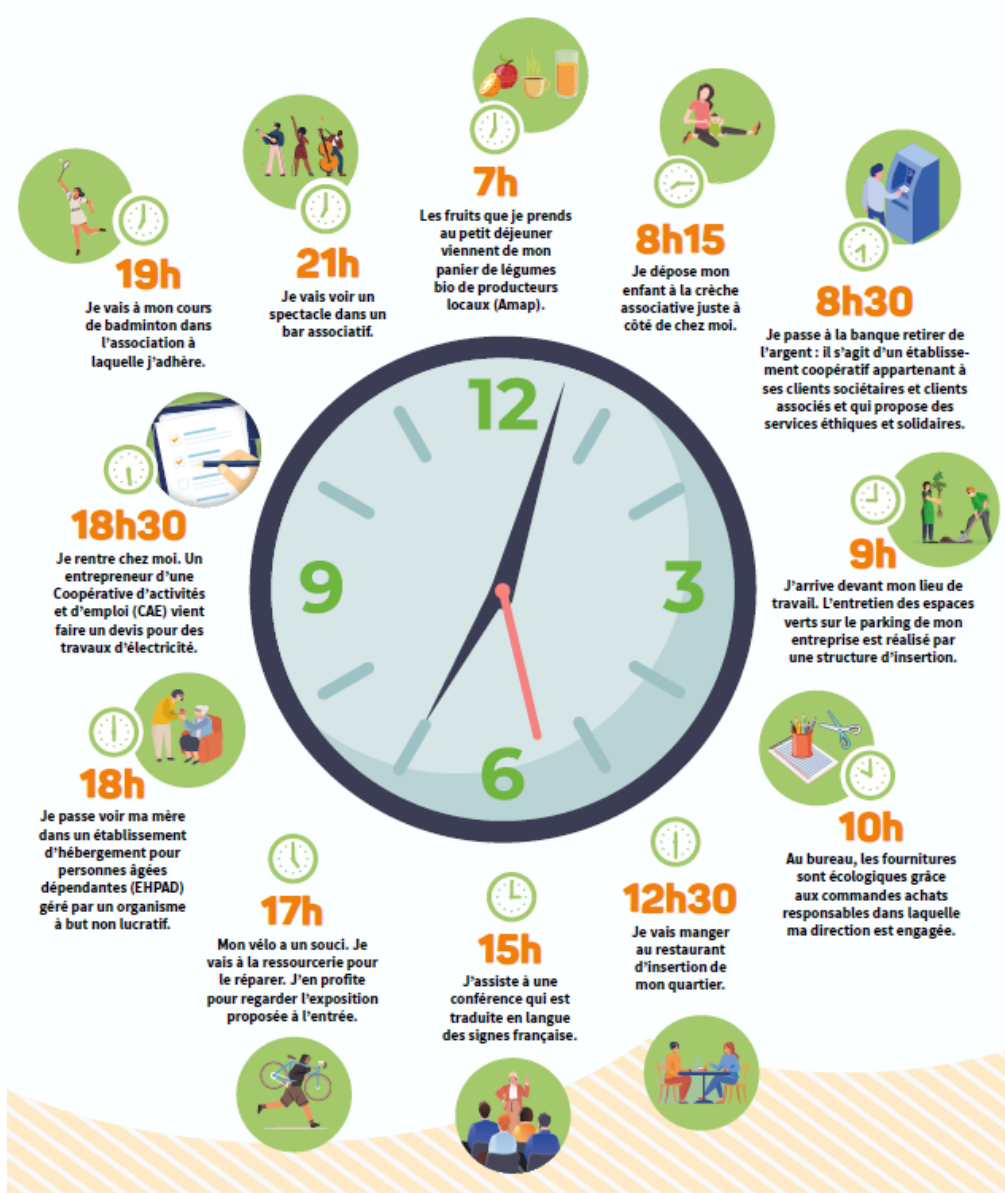 7h
Les fruits que je prends
au petit déjeuner
viennent de mon
panier de légumes
bio de producteurs
locaux (Amap).
8h15
Je dépose mon
enfant à la crèche
associative juste à
côté de chez moi.
8h30
Je passe à la banque retirer de
l’argent : il s’agit d’un établisse-
ment coopératif appartenant à
ses clients sociétaires et clients
associés et qui propose des
services éthiques et solidaires.
9h
J’arrive devant mon lieu de
travail. L’entretien des espaces
verts sur le parking de mon
entreprise est réalisé par
une structure d’insertion.
10h
Au bureau, les fournitures
sont écologiques grâce
aux commandes achats
responsables dans laquelle
ma direction est engagée.
12h30
Je vais manger
au restaurant
d’insertion de
mon quartier.
15h
J’assiste à une
conférence qui est
traduite en langue
des signes française.
17h
Mon vélo a un souci. Je
vais à la ressourcerie pour
le réparer. J’en profite
pour regarder l’exposition
proposée à l’entrée.
18h
Je passe voir ma mère
dans un établissement
d’hébergement pour
personnes âgées
dépendantes (EHPAD)
géré par un organisme
à but non lucratif.
18h30
Je rentre chez moi. Un
entrepreneur d’une
Coopérative d’activités
et d’emploi (CAE) vient
faire un devis pour des
travaux d’électricité.
19h
Je vais à mon cours
de badminton dans
l’association à
laquelle j’adhère.
21h
Je vais voir un
spectacle dans un
bar associatif.
12
3
6
9